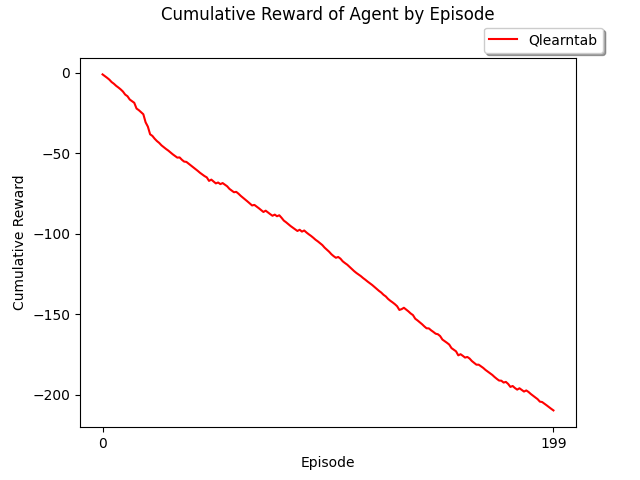 Cumulative Reward of Agent by Episode
Qlearntab
0
−50
−100
−150
−200
Cumulative Reward
0 199
Episode